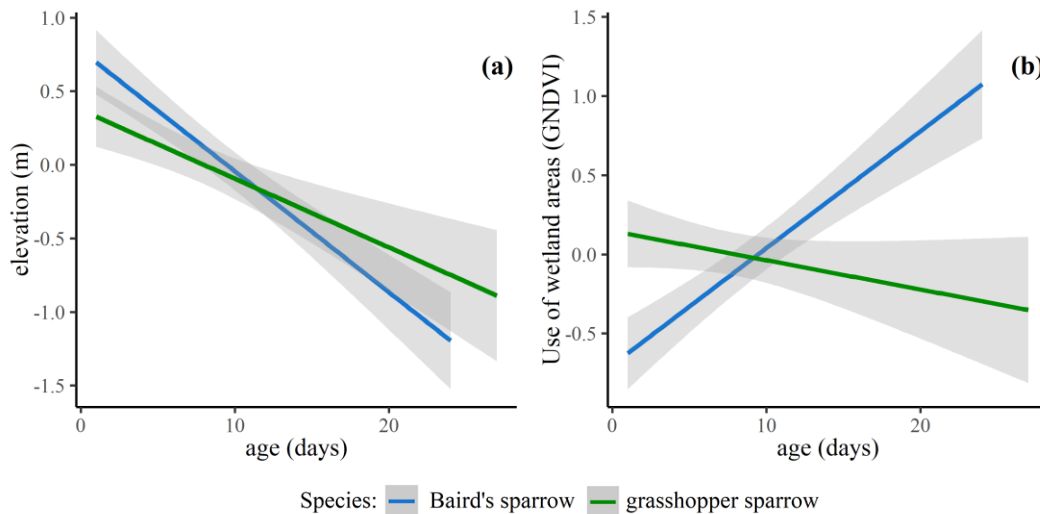 1.0
0.5
0.0
-0.5
-1.0
-1.5
elevation (m)
(a)
0
10
20
age (days)
1.5
1.0
0.5
0.0
-0.5
Use of wetland areas (GNDVI)
(b)
0
10
20
age (days)
Species: Baird's sparrow grasshopper sparrow